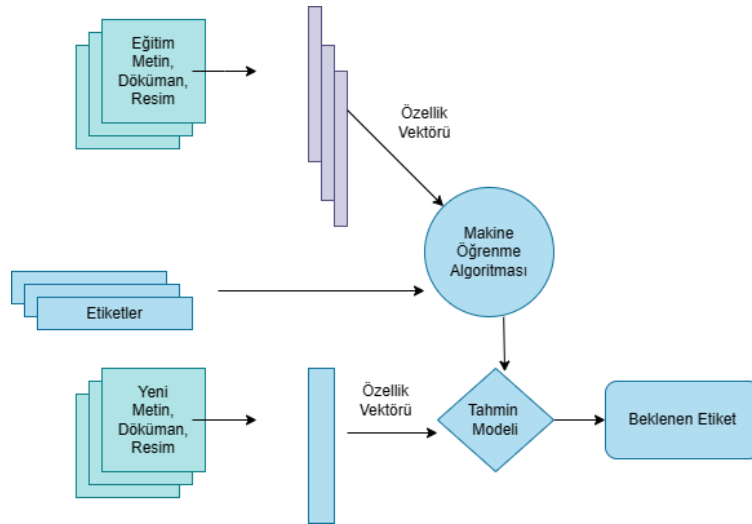 Eğitim
Metin,
Döküman,
Resim
Özellik
Vektörü
Makine
Öğrenme
Algoritması
Etiketler
Yeni
Metin,
Döküman,
Resim
Özellik
Vektörü
Tahmin
Modeli
Beklenen Etiket